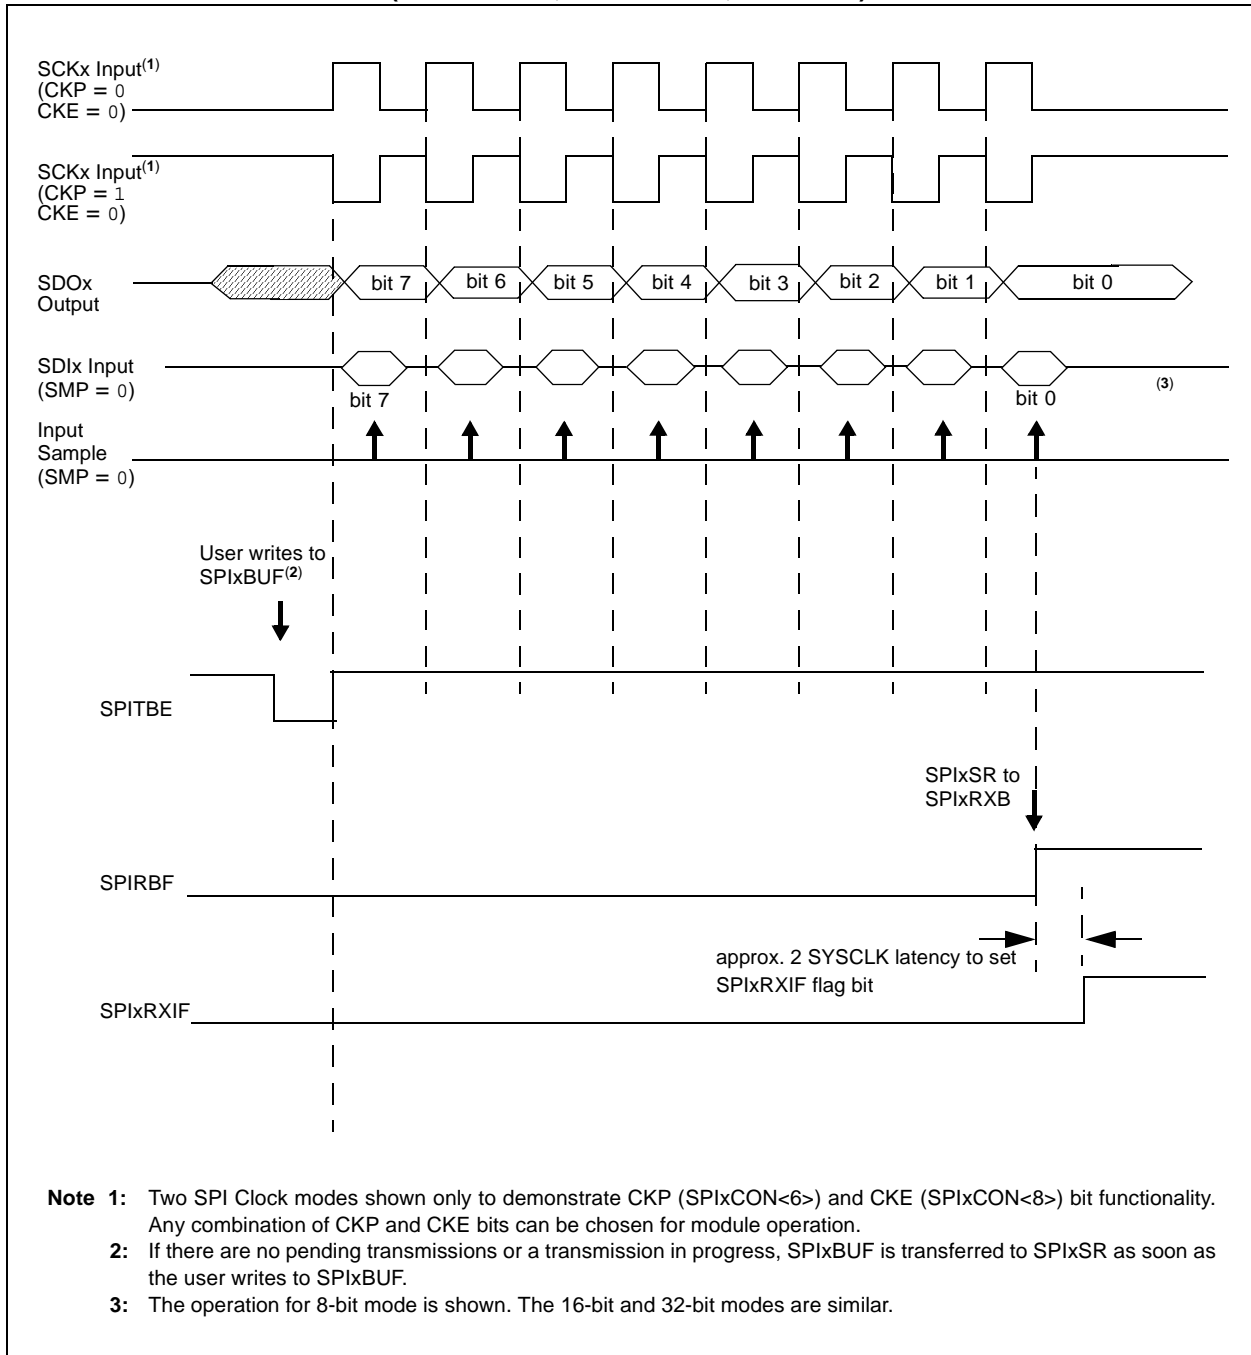 SCKx Input(1)
(CKP = 0
CKE = 0)
SCKx Input(1)
(CKP = 1
CKE = 0)
SDOx
Output
bit 7 bit 6 bit 5 bit 4 bit 3 bit 2 bit 1 bit 0
SDIx Input
(SMP = 0)
(3)
bit 7 bit 0
Input
Sample
(SMP = 0)
User writes to
SPIxBUF(2)
SPITBE
SPIxSR to
SPIxRXB
SPIRBF
approx. 2 SYSCLK latency to set
SPIxRXIF flag bit
SPIxRXIF
Note 1: Two SPI Clock modes shown only to demonstrate CKP (SPIxCON<6>) and CKE (SPIxCON<8>) bit functionality.
Any combination of CKP and CKE bits can be chosen for module operation.
2: If there are no pending transmissions or a transmission in progress, SPIxBUF is transferred to SPIxSR as soon as
the user writes to SPIxBUF.
3: The operation for 8-bit mode is shown. The 16-bit and 32-bit modes are similar.